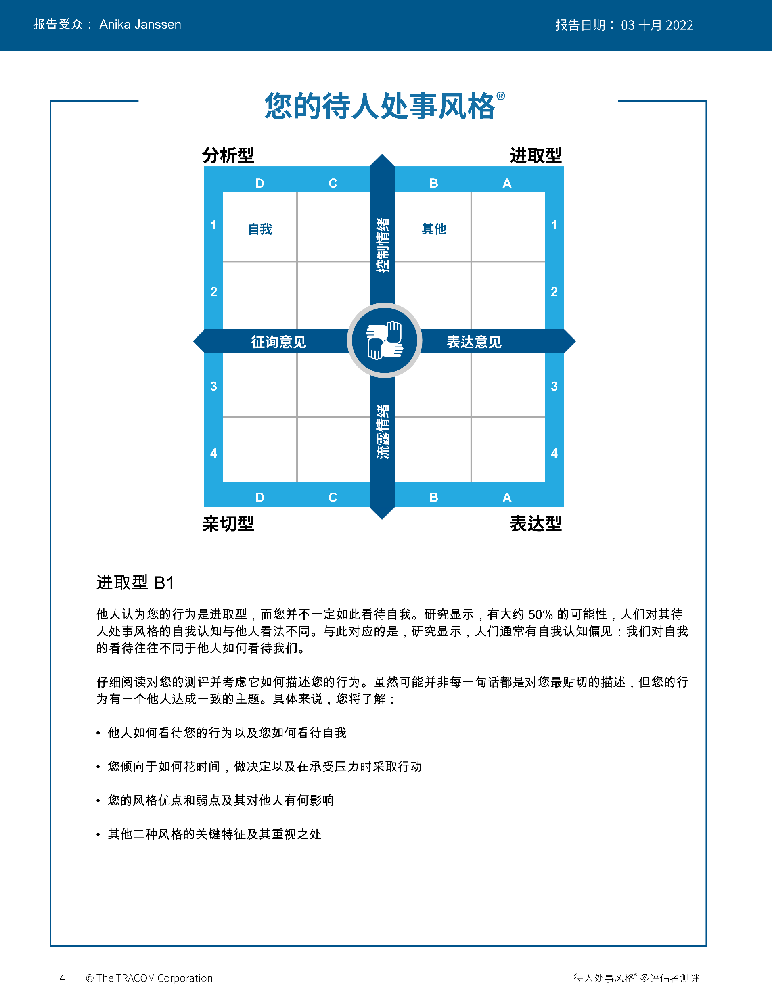 报告受众： Anika Janssen
报告日期： 03 十月 2022
您的待人处事风格®
分析型 进取型
D C B A
1 自我 其他 1
控制情绪
2 2
征询意见 表达意见
3 3
流露情绪
4 4
D C B A
亲切型 表达型
进取型 B1
他人认为您的行为是进取型，而您并不一定如此看待自我。研究显示，有大约 50% 的可能性，人们对其待
人处事风格的自我认知与他人看法不同。与此对应的是，研究显示，人们通常有自我认知偏见：我们对自我
的看待往往不同于他人如何看待我们。
仔细阅读对您的测评并考虑它如何描述您的行为。虽然可能并非每一句话都是对您最贴切的描述，但您的行
为有一个他人达成一致的主题。具体来说，您将了解：
• 他人如何看待您的行为以及您如何看待自我
• 您倾向于如何花时间，做决定以及在承受压力时采取行动
• 您的风格优点和弱点及其对他人有何影响
• 其他三种风格的关键特征及其重视之处
4 © The TRACOM Corporation
待人处事风格® 多评估者测评